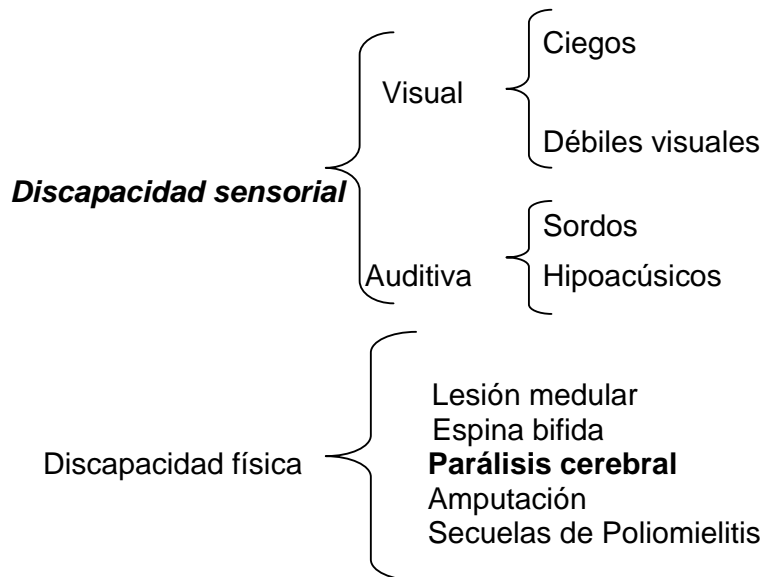 Ciegos
Visual
Débiles visuales
Discapacidad sensorial
Sordos
Auditiva
Hipoacúsicos
Lesión medular
Espina bifida
Discapacidad física
Parálisis cerebral
Amputación
Secuelas de Poliomielitis